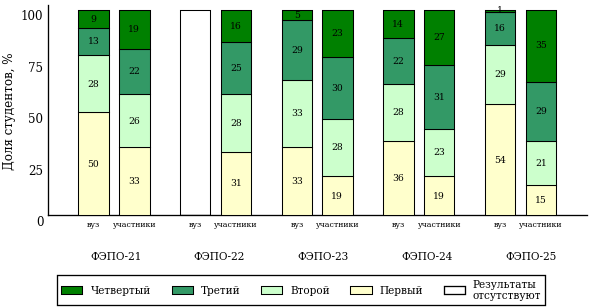 100
75
50
25
0
Доля студентов, %
9 13 28 50
19 22 26 33
16 25 28 31
5 29 33 33
23 30 28 19
14 22 28 36
27 31 23 19
1 16 29 54
35 29 21 15
вуз участники вуз участники вуз участники вуз участники вуз участники
ФЭПО-21 ФЭПО-22 ФЭПО-23 ФЭПО-24 ФЭПО-25
Четвертый Третий Второй Первый Результаты
отсутствуют